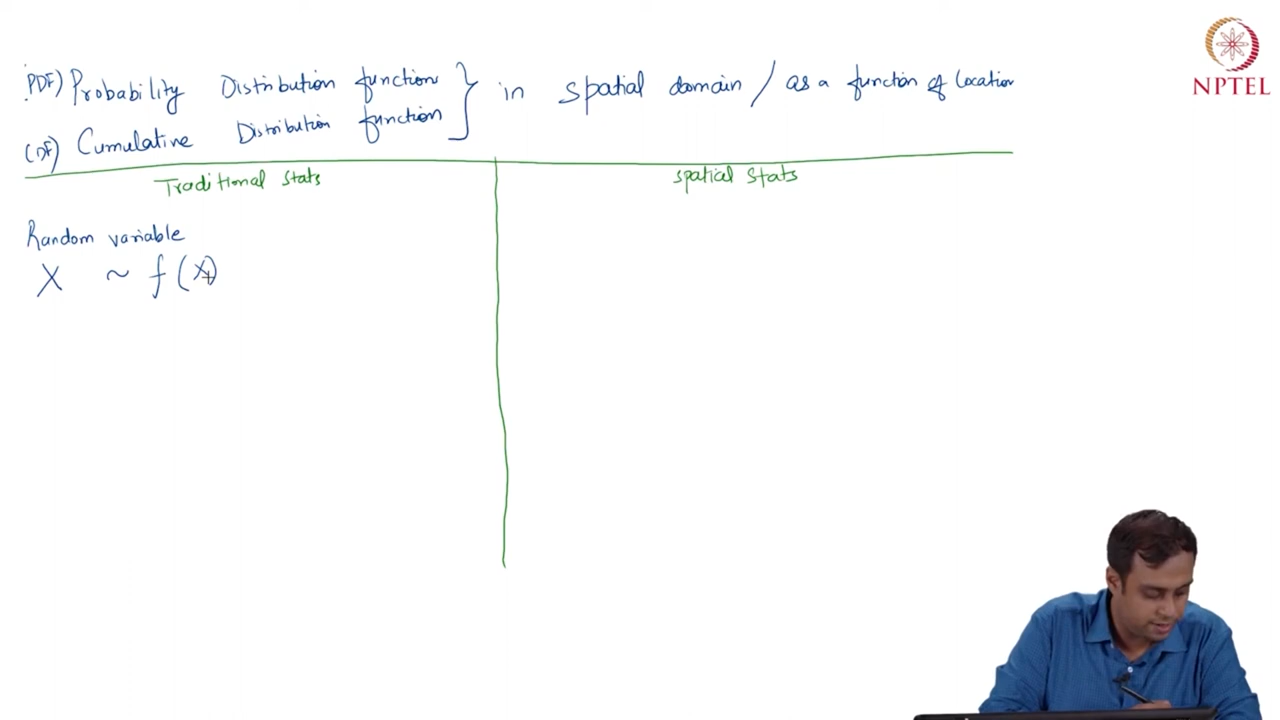 PDF) Probability Distribution function } in spatial domain / as a function of location
CDF) Cumulative Distribution function
Traditional Stats
Spatial Stats
Random variable
X ~ f(X)
NPTEL